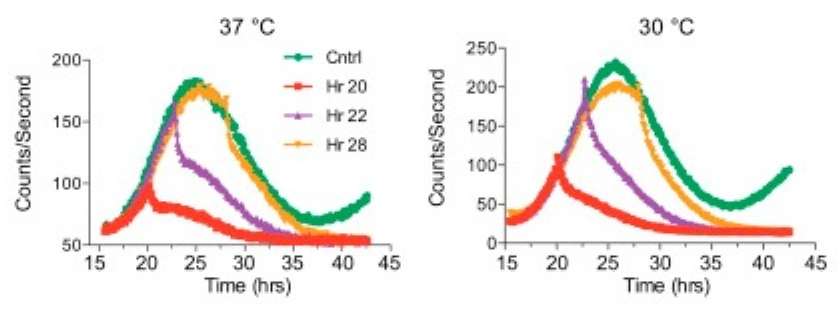 37 °C
200
150
100
50
Counts/Second
15 20 25 30 35 40 45
Time (hrs)
Cntrl
Hr 20
Hr 22
Hr 28
30 °C
250
200
150
100
50
0
Counts/Second
15 20 25 30 35 40 45
Time (hrs)